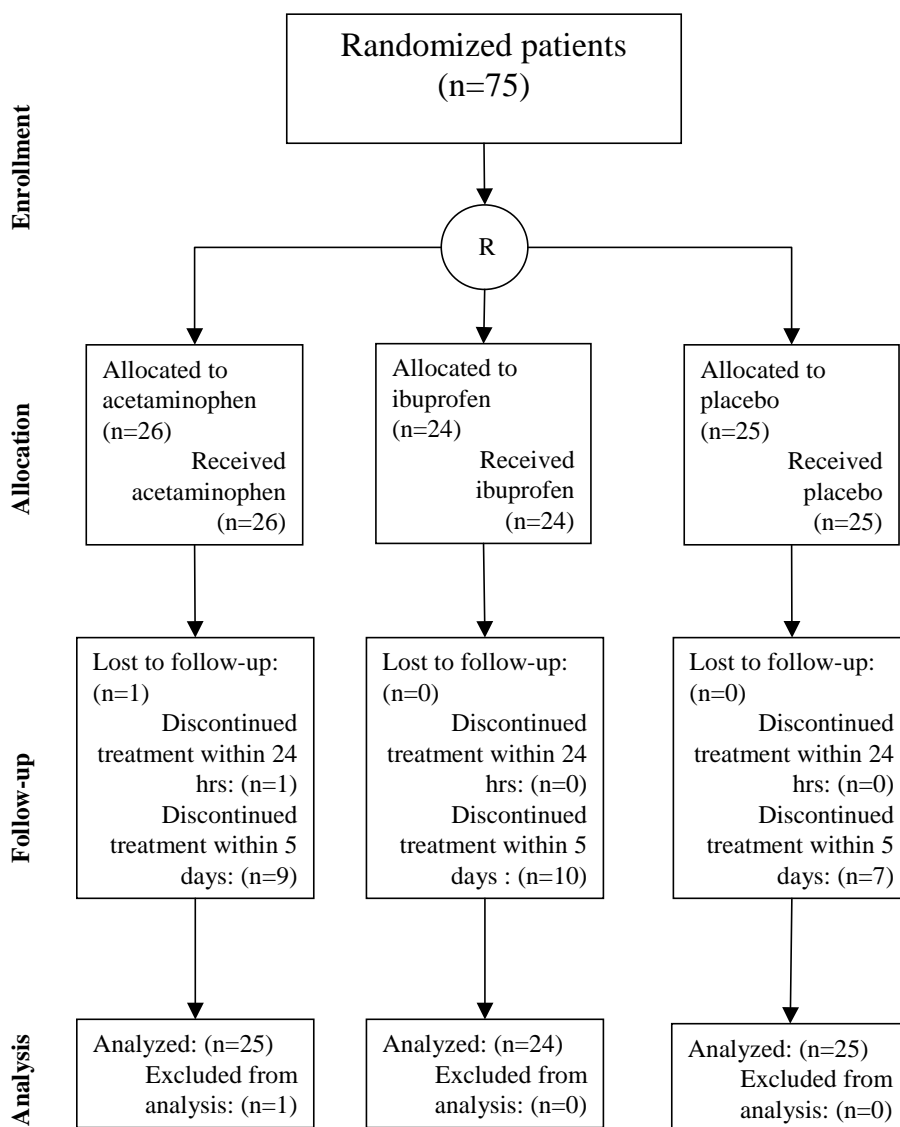 Randomized patients
(n=75)
Enrollment
R
Allocation
Allocated to
acetaminophen
(n=26)
Received
acetaminophen
(n=26)
Allocated to
ibuprofen
(n=24)
Received
ibuprofen
(n=24)
Allocated to
placebo
(n=25)
Received
placebo
(n=25)
Follow-up
Lost to follow-up:
(n=1)
Discontinued
treatment within 24
hrs: (n=1)
Discontinued
treatment within 5
days: (n=9)
Lost to follow-up:
(n=0)
Discontinued
treatment within 24
hrs: (n=0)
Discontinued
treatment within 5
days : (n=10)
Lost to follow-up:
(n=0)
Discontinued
treatment within 24
hrs: (n=0)
Discontinued
treatment within 5
days: (n=7)
Analysis
Analyzed: (n=25)
Excluded from
analysis: (n=1)
Analyzed: (n=24)
Excluded from
analysis: (n=0)
Analyzed: (n=25)
Excluded from
analysis: (n=0)